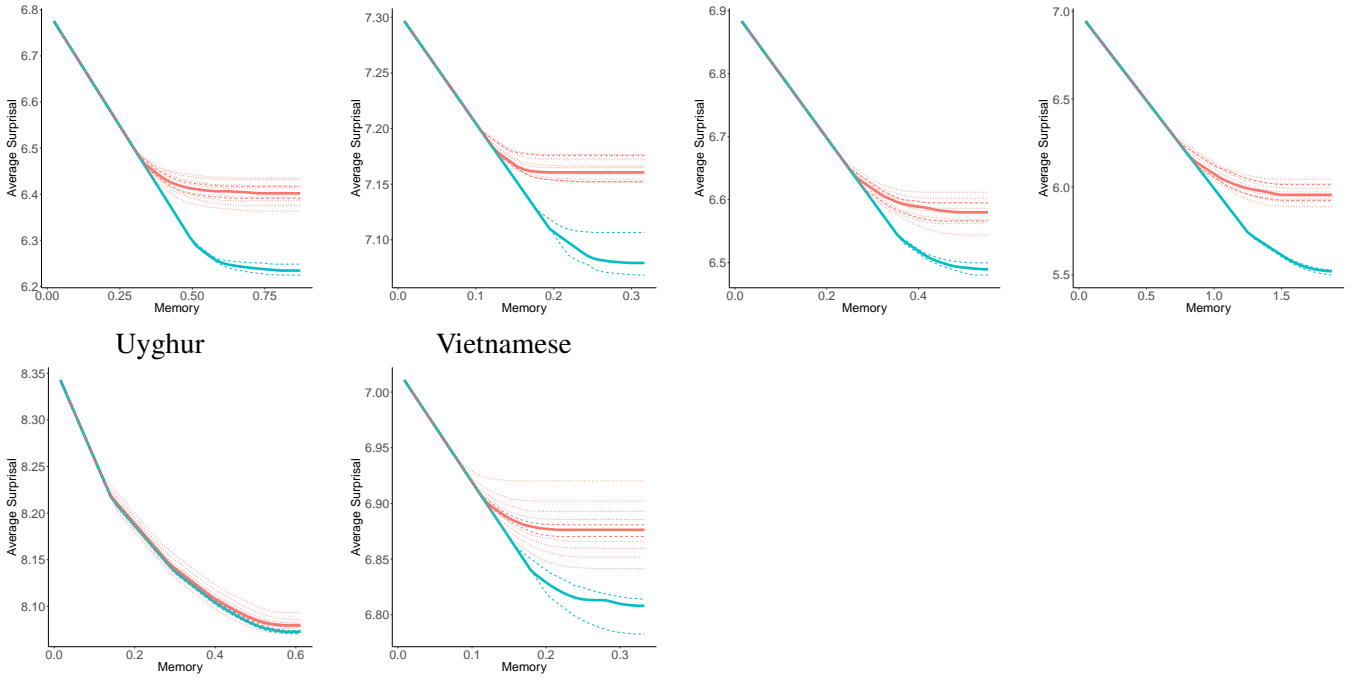 6.8
6.7
6.6
6.5
6.4
6.3
6.2
Average Surprisal
0.00 0.25 0.50 0.75
Memory
7.30
7.25
7.20
7.15
7.10
Average Surprisal
0.0 0.1 0.2 0.3
Memory
6.9
6.8
6.7
6.6
6.5
Average Surprisal
0.0 0.2 0.4
Memory
7.0
6.5
6.0
5.5
Average Surprisal
0.0 0.5 1.0 1.5
Memory
Uyghur
Vietnamese
8.35
8.30
8.25
8.20
8.15
8.10
Average Surprisal
0.0 0.2 0.4 0.6
Memory
7.00
6.95
6.90
6.85
6.80
Average Surprisal
0.0 0.1 0.2 0.3
Memory